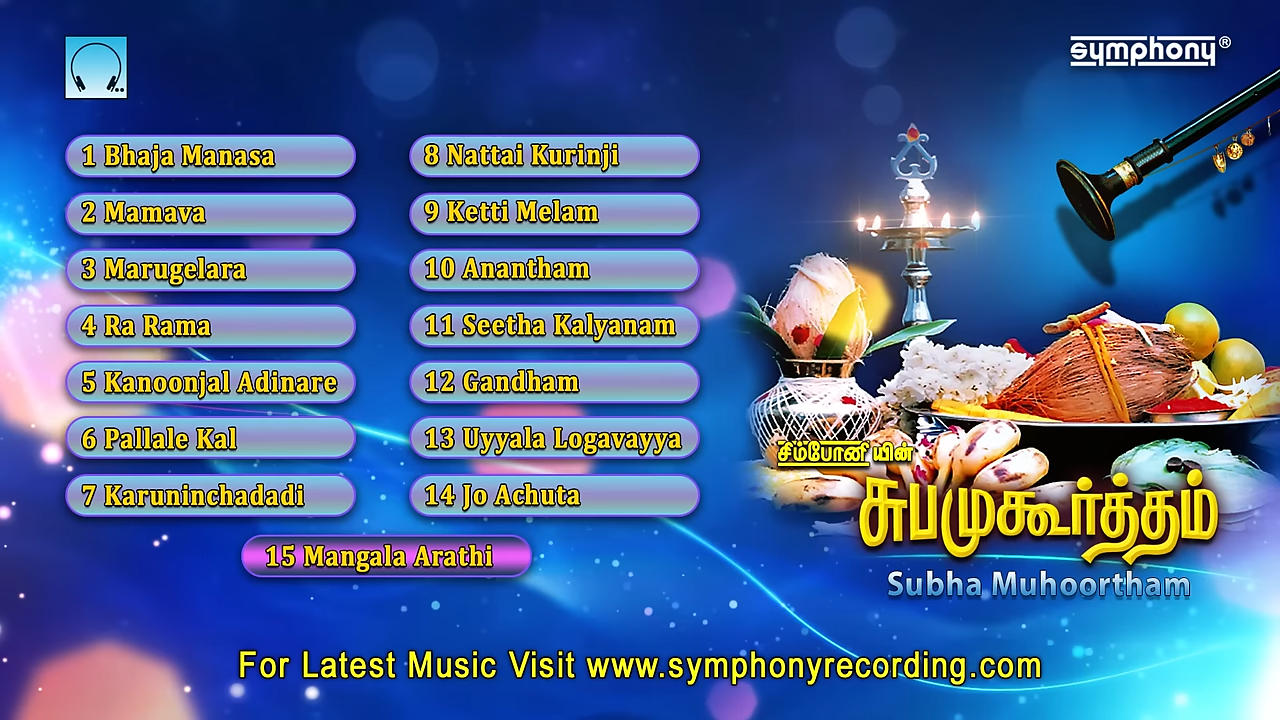 symphony®
1 Bhaja Manasa
2 Mamava
3 Marugelara
4 Ra Rama
5 Kanoonjal Adinare
6 Pallale Kal
7 Karuninchadadi
8 Nattai Kurinji
9 Ketti Melam
10 Anantham
11 Seetha Kalyanam
12 Gandham
13 Uyyala Logavayya
14 Jo Achuta
15 Mangala Arathi
சிம்போனி யின்
சுபமுகூர்த்தம்
Subha Muhoortham
For Latest Music Visit www.symphonyrecording.com